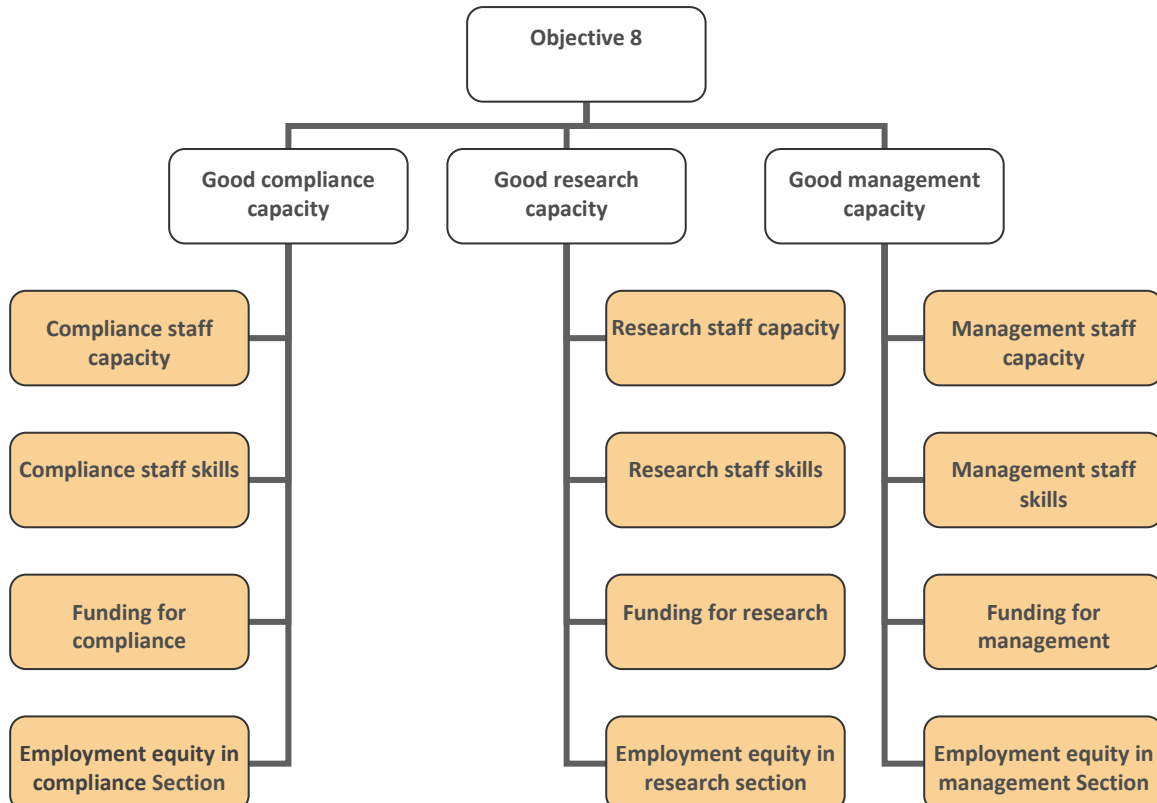 Objective 8
Good compliance
capacity
Good research
capacity
Good management
capacity
Compliance staff
capacity
Research staff capacity
Management staff
capacity
Compliance staff skills
Research staff skills
Management staff
skills
Funding for
compliance
Funding for research
Funding for
management
Employment equity in
compliance Section
Employment equity in
research section
Employment equity in
management Section